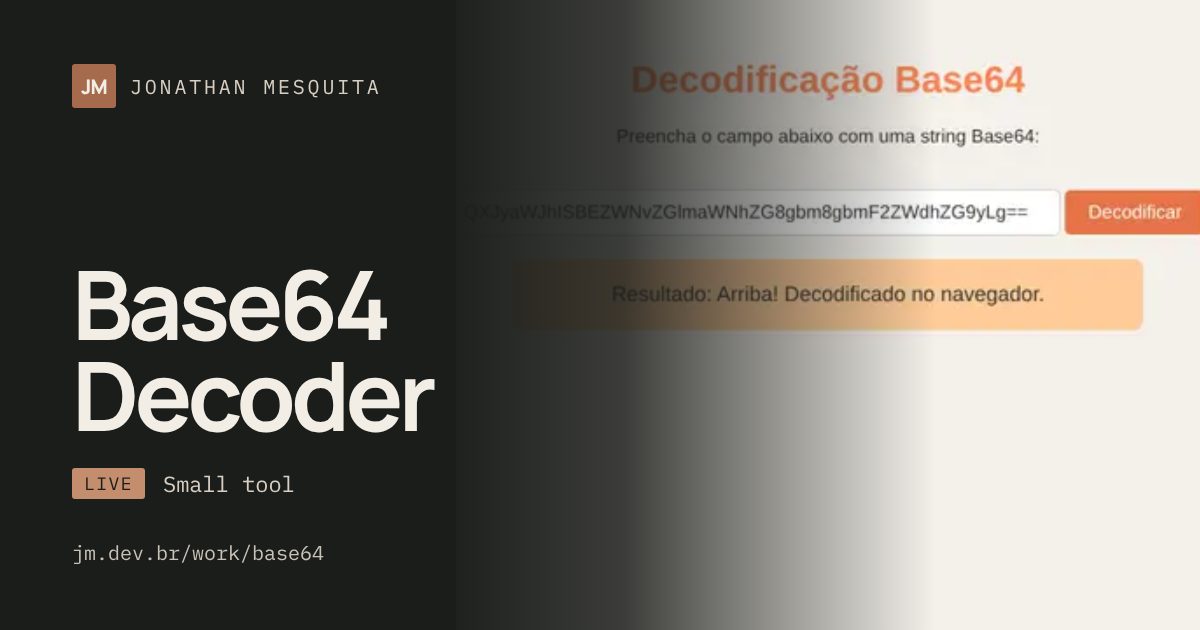 JM JONATHAN MESQUITA
Base64
Decoder
LIVE Small tool
jm.dev.br/work/base64
Decodificação Base64
Preencha o campo abaixo com uma string Base64:
QXJyaWJhISBEZWNvZGlmaWNhZG8gbm8gbmF2ZWdhZG9yLg== Decodificar
Resultado: Arriba! Decodificado no navegador.